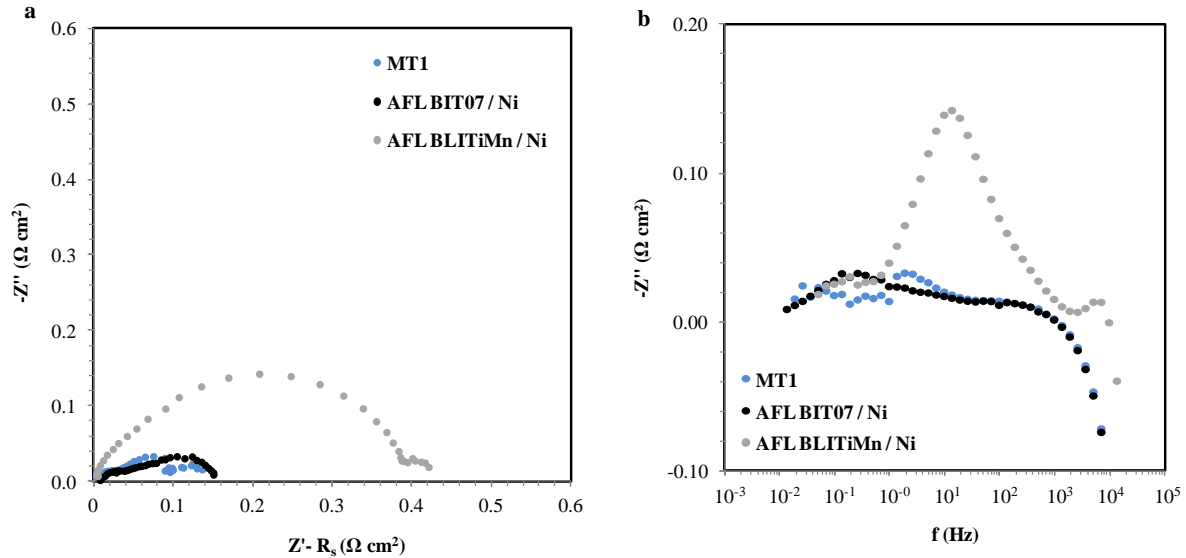 a
0.6
0.5
0.4
0.3
0.2
0.1
0.0
-Z'' (Ω cm²)
MT1
AFL BIT07 / Ni
AFL BLITiMn / Ni
0 0.1 0.2 0.3 0.4 0.5 0.6
Z'- Rₛ (Ω cm²)
b
0.20
0.10
0.00
-0.10
-Z'' (Ω cm²)
MT1
AFL BIT07 / Ni
AFL BLITiMn / Ni
10⁻³ 10⁻² 10⁻¹ 10⁻⁰ 10¹ 10² 10³ 10⁴ 10⁵
f (Hz)